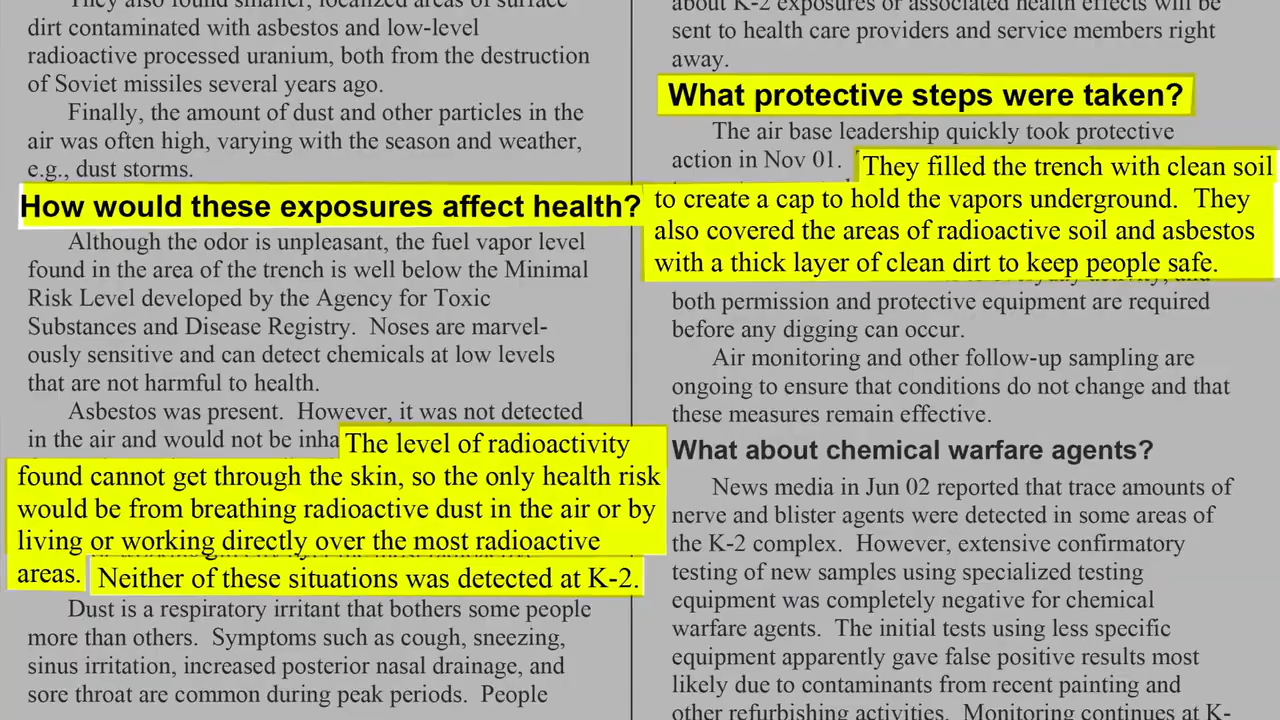 They also found smaller, localized areas of surface
dirt contaminated with asbestos and low-level
radioactive processed uranium, both from the destruction
of Soviet missiles several years ago.
Finally, the amount of dust and other particles in the
air was often high, varying with the season and weather,
e.g., dust storms.
How would these exposures affect health?
Although the odor is unpleasant, the fuel vapor level
found in the area of the trench is well below the Minimal
Risk Level developed by the Agency for Toxic
Substances and Disease Registry. Noses are marvel-
ously sensitive and can detect chemicals at low levels
that are not harmful to health.
Asbestos was present. However, it was not detected
in the air and would not be inha
The level of radioactivity
found cannot get through the skin, so the only health risk
would be from breathing radioactive dust in the air or by
living or working directly over the most radioactive
areas. Neither of these situations was detected at K-2.
Dust is a respiratory irritant that bothers some people
more than others. Symptoms such as cough, sneezing,
sinus irritation, increased posterior nasal drainage, and
sore throat are common during peak periods. People
about K-2 exposures or associated health effects will be
sent to health care providers and service members right
away.
What protective steps were taken?
The air base leadership quickly took protective
action in Nov 01. They filled the trench with clean soil
to create a cap to hold the vapors underground. They
also covered the areas of radioactive soil and asbestos
with a thick layer of clean dirt to keep people safe.
everyday activity, and
both permission and protective equipment are required
before any digging can occur.
Air monitoring and other follow-up sampling are
ongoing to ensure that conditions do not change and that
these measures remain effective.
What about chemical warfare agents?
News media in Jun 02 reported that trace amounts of
nerve and blister agents were detected in some areas of
the K-2 complex. However, extensive confirmatory
testing of new samples using specialized testing
equipment was completely negative for chemical
warfare agents. The initial tests using less specific
equipment apparently gave false positive results most
likely due to contaminants from recent painting and
other refurbishing activities. Monitoring continues at K-